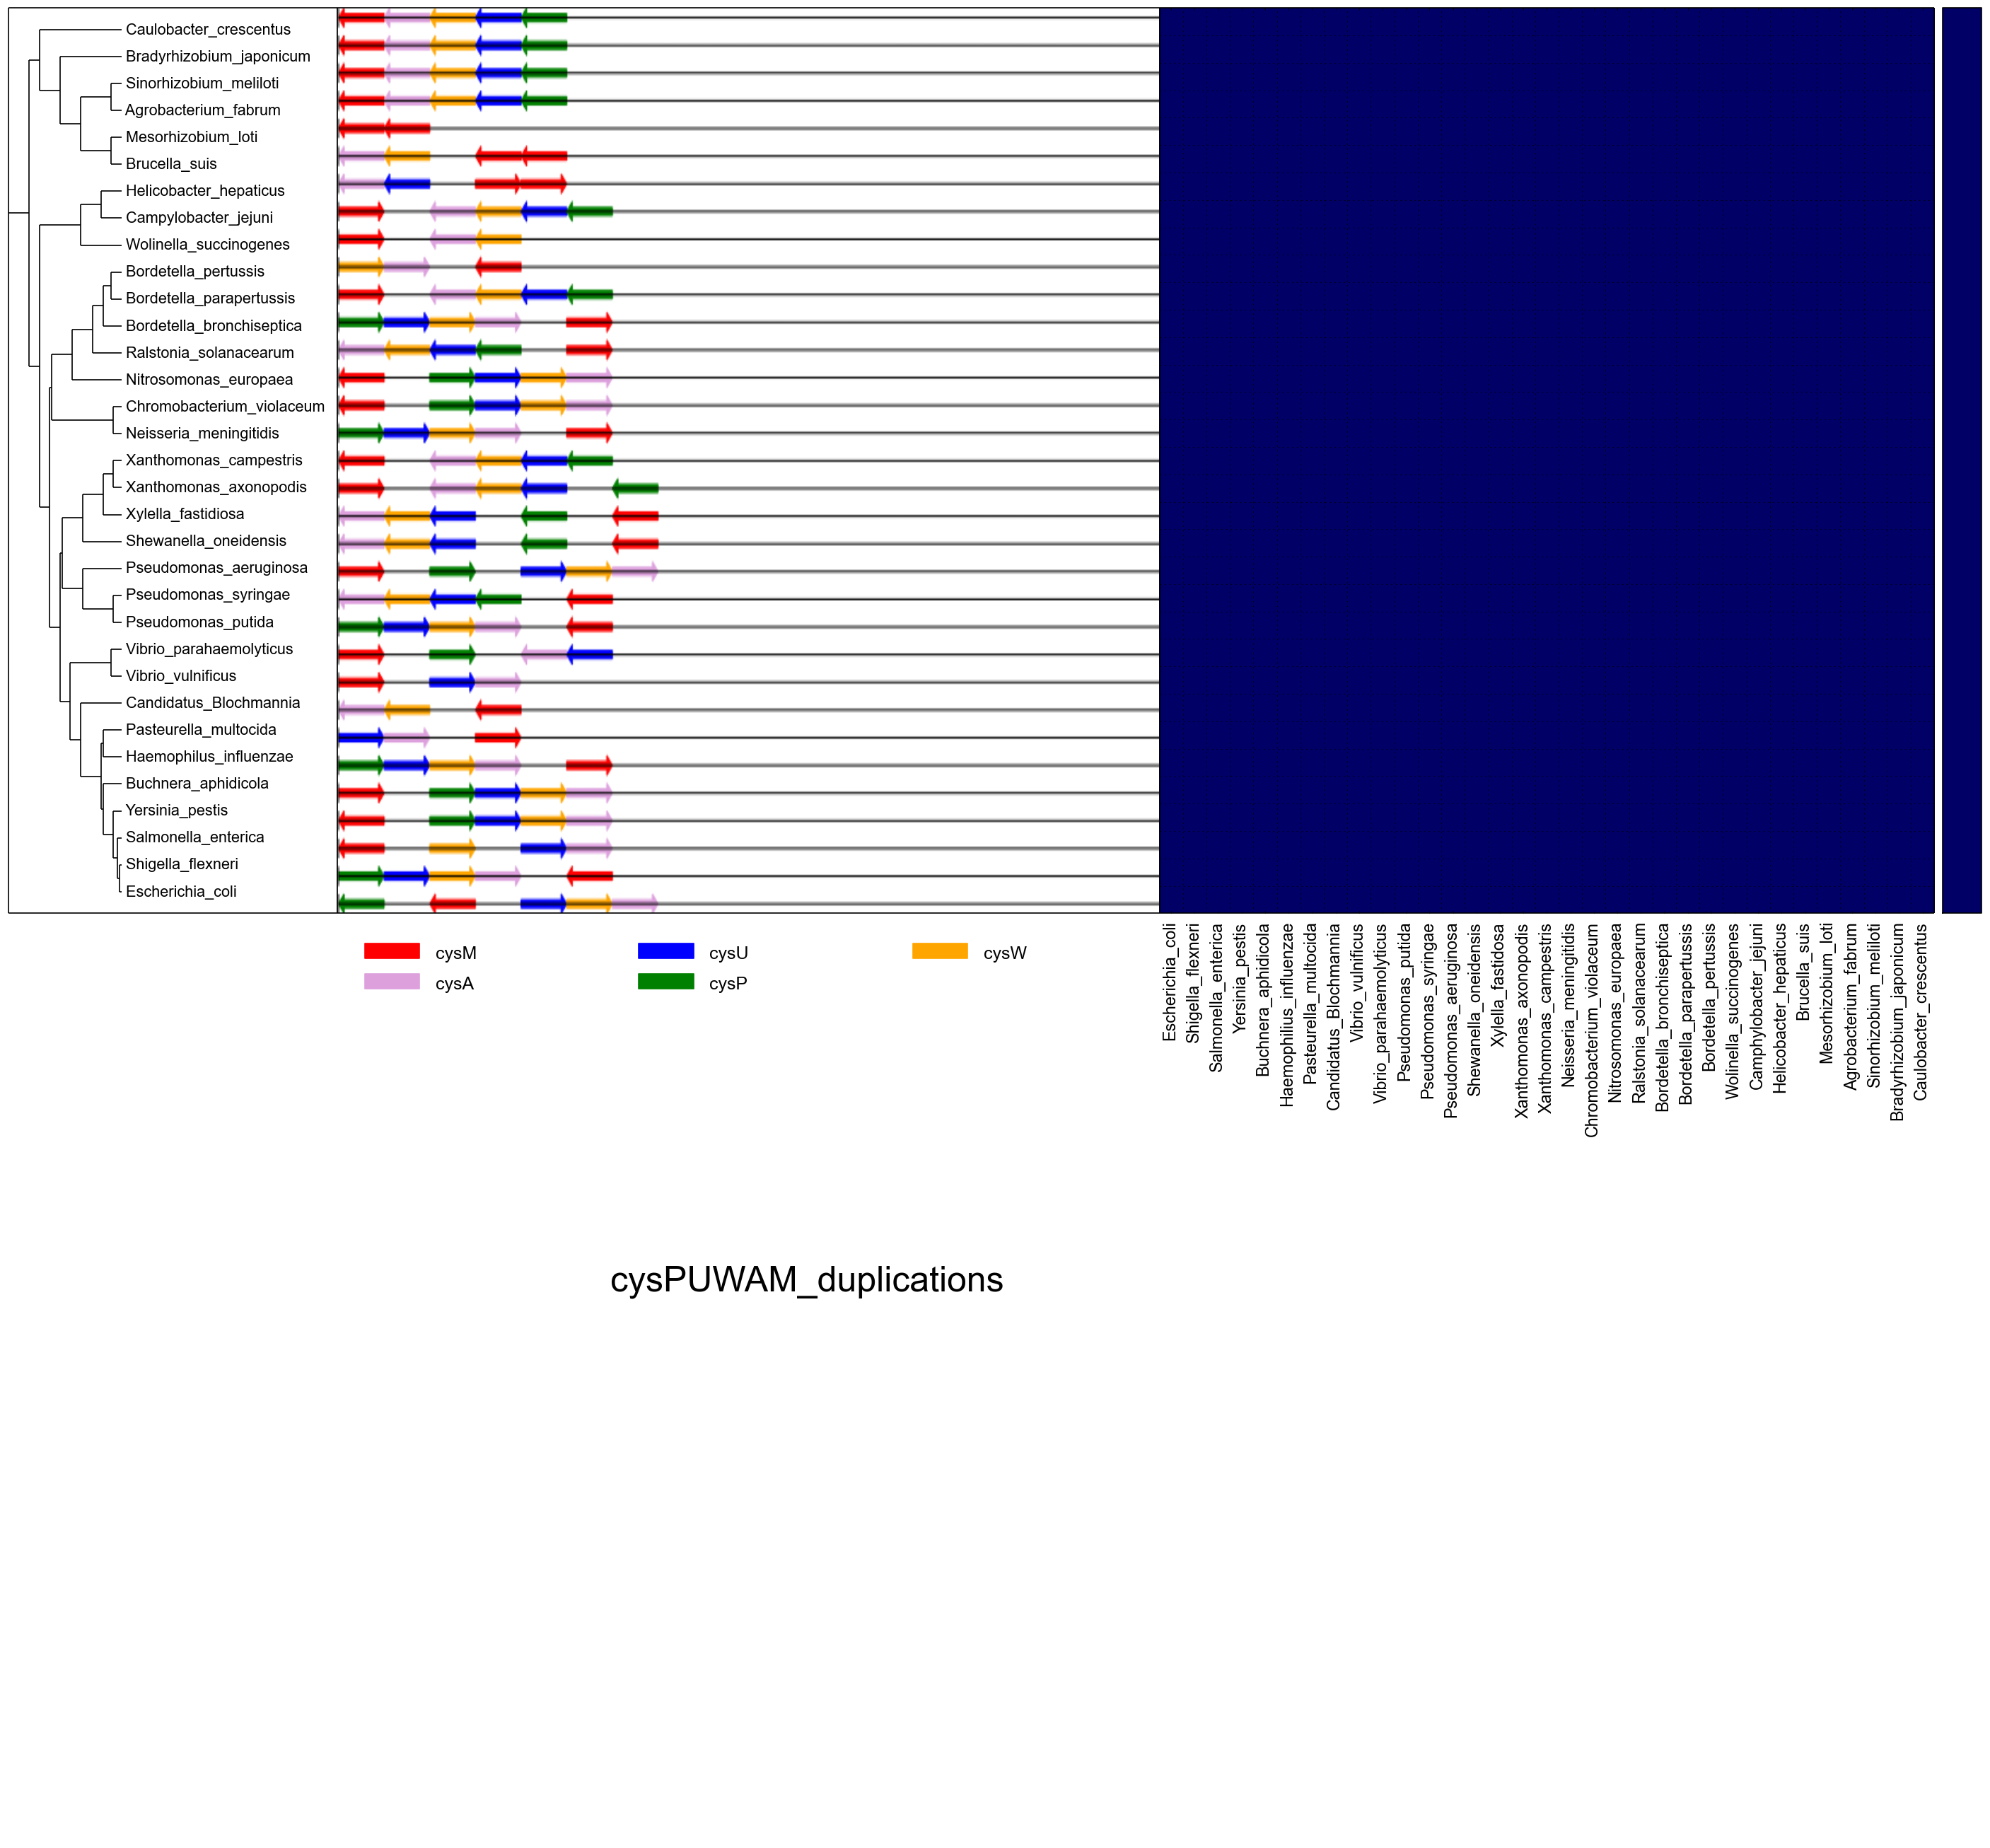 Caulobacter_crescentus
Bradyrhizobium_japonicum
Sinorhizobium_meliloti
Agrobacterium_fabrum
Mesorhizobium_loti
Brucella_suis
Helicobacter_hepaticus
Campylobacter_jejuni
Wolinella_succinogenes
Bordetella_pertussis
Bordetella_parapertussis
Bordetella_bronchiseptica
Ralstonia_solanacearum
Nitrosomonas_europaea
Chromobacterium_violaceum
Neisseria_meningitidis
Xanthomonas_campestris
Xanthomonas_axonopodis
Xylella_fastidiosa
Shewanella_oneidensis
Pseudomonas_aeruginosa
Pseudomonas_syringae
Pseudomonas_putida
Vibrio_parahaemolyticus
Vibrio_vulnificus
Candidatus_Blochmannia
Pasteurella_multocida
Haemophilus_influenzae
Buchnera_aphidicola
Yersinia_pestis
Salmonella_enterica
Shigella_flexneri
Escherichia_coli
cysM
cysU
cysW
cysA
cysP
Escherichia_coli
Shigella_flexneri
Salmonella_enterica
Yersinia_pestis
Buchnera_aphidicola
Haemophilus_influenzae
Pasteurella_multocida
Candidatus_Blochmannia
Vibrio_vulnificus
Vibrio_parahaemolyticus
Pseudomonas_putida
Pseudomonas_syringae
Pseudomonas_aeruginosa
Shewanella_oneidensis
Xylella_fastidiosa
Xanthomonas_axonopodis
Xanthomonas_campestris
Neisseria_meningitidis
Chromobacterium_violaceum
Nitrosomonas_europaea
Ralstonia_solanacearum
Bordetella_bronchiseptica
Bordetella_parapertussis
Bordetella_pertussis
Wolinella_succinogenes
Camphylobacter_jejuni
Helicobacter_hepaticus
Brucella_suis
Mesorhizobium_loti
Agrobacterium_fabrum
Sinorhizobium_meliloti
Bradyrhizobium_japonicum
Caulobacter_crescentus
cysPUWAM_duplications